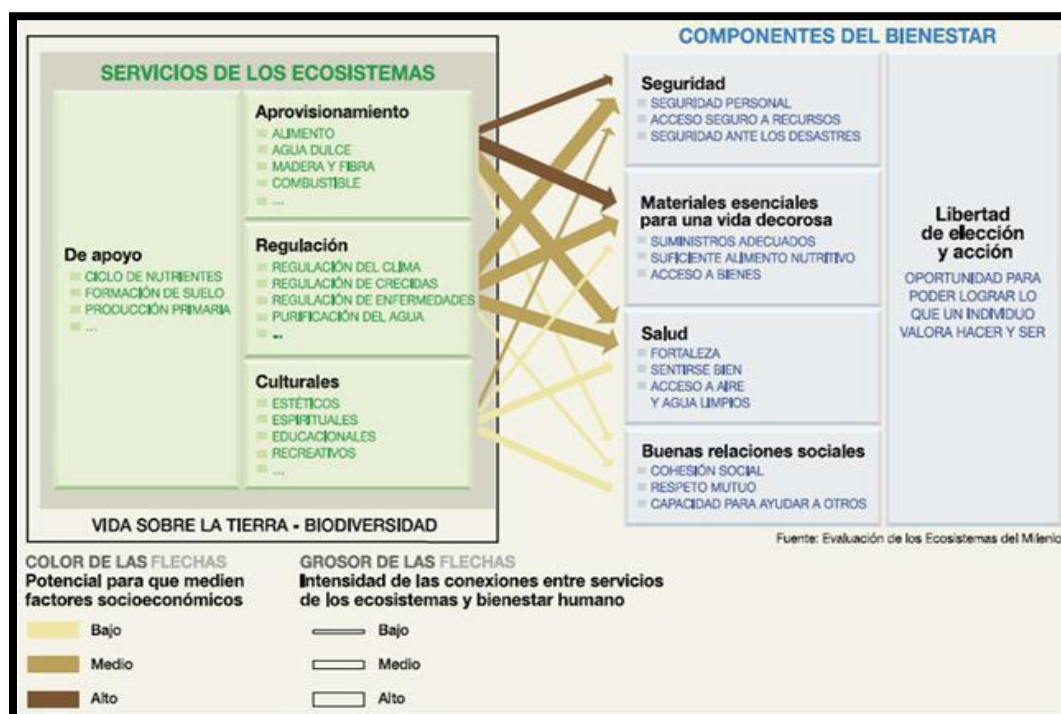 COMPONENTES DEL BIENESTAR
SERVICIOS DE LOS ECOSISTEMAS
De apoyo
CICLO DE NUTRIENTES
FORMACIÓN DE SUELO
PRODUCCIÓN PRIMARIA
...
Aprovisionamiento
ALIMENTO
AGUA DULCE
MADERA Y FIBRA
COMBUSTIBLE
...
Regulación
REGULACIÓN DEL CLIMA
REGULACIÓN DE CRECIDAS
REGULACIÓN DE ENFERMEDADES
PURIFICACIÓN DEL AGUA
...
Culturales
ESTÉTICOS
ESPIRITUALES
EDUCACIONALES
RECREATIVOS
...
VIDA SOBRE LA TIERRA - BIODIVERSIDAD
Seguridad
SEGURIDAD PERSONAL
ACCESO SEGURO A RECURSOS
SEGURIDAD ANTE LOS DESASTRES
Materiales esenciales
para una vida decorosa
SUMINISTROS ADECUADOS
SUFICIENTE ALIMENTO NUTRITIVO
ACCESO A BIENES
Salud
FORTALEZA
SENTIRSE BIEN
ACCESO A AIRE
Y AGUA LIMPIOS
Buenas relaciones sociales
COHESIÓN SOCIAL
RESPETO MUTUO
CAPACIDAD PARA AYUDAR A OTROS
Libertad
de elección
y acción
OPORTUNIDAD PARA
PODER LOGRAR LO
QUE UN INDIVIDUO
VALORA HACER Y SER
Fuente: Evaluación de los Ecosistemas del Milenio
COLOR DE LAS FLECHAS
Potencial para que medien
factores socioeconómicos
Bajo
Medio
Alto
GROSOR DE LAS FLECHAS
Intensidad de las conexiones entre servicios
de los ecosistemas y bienestar humano
Bajo
Medio
Alto